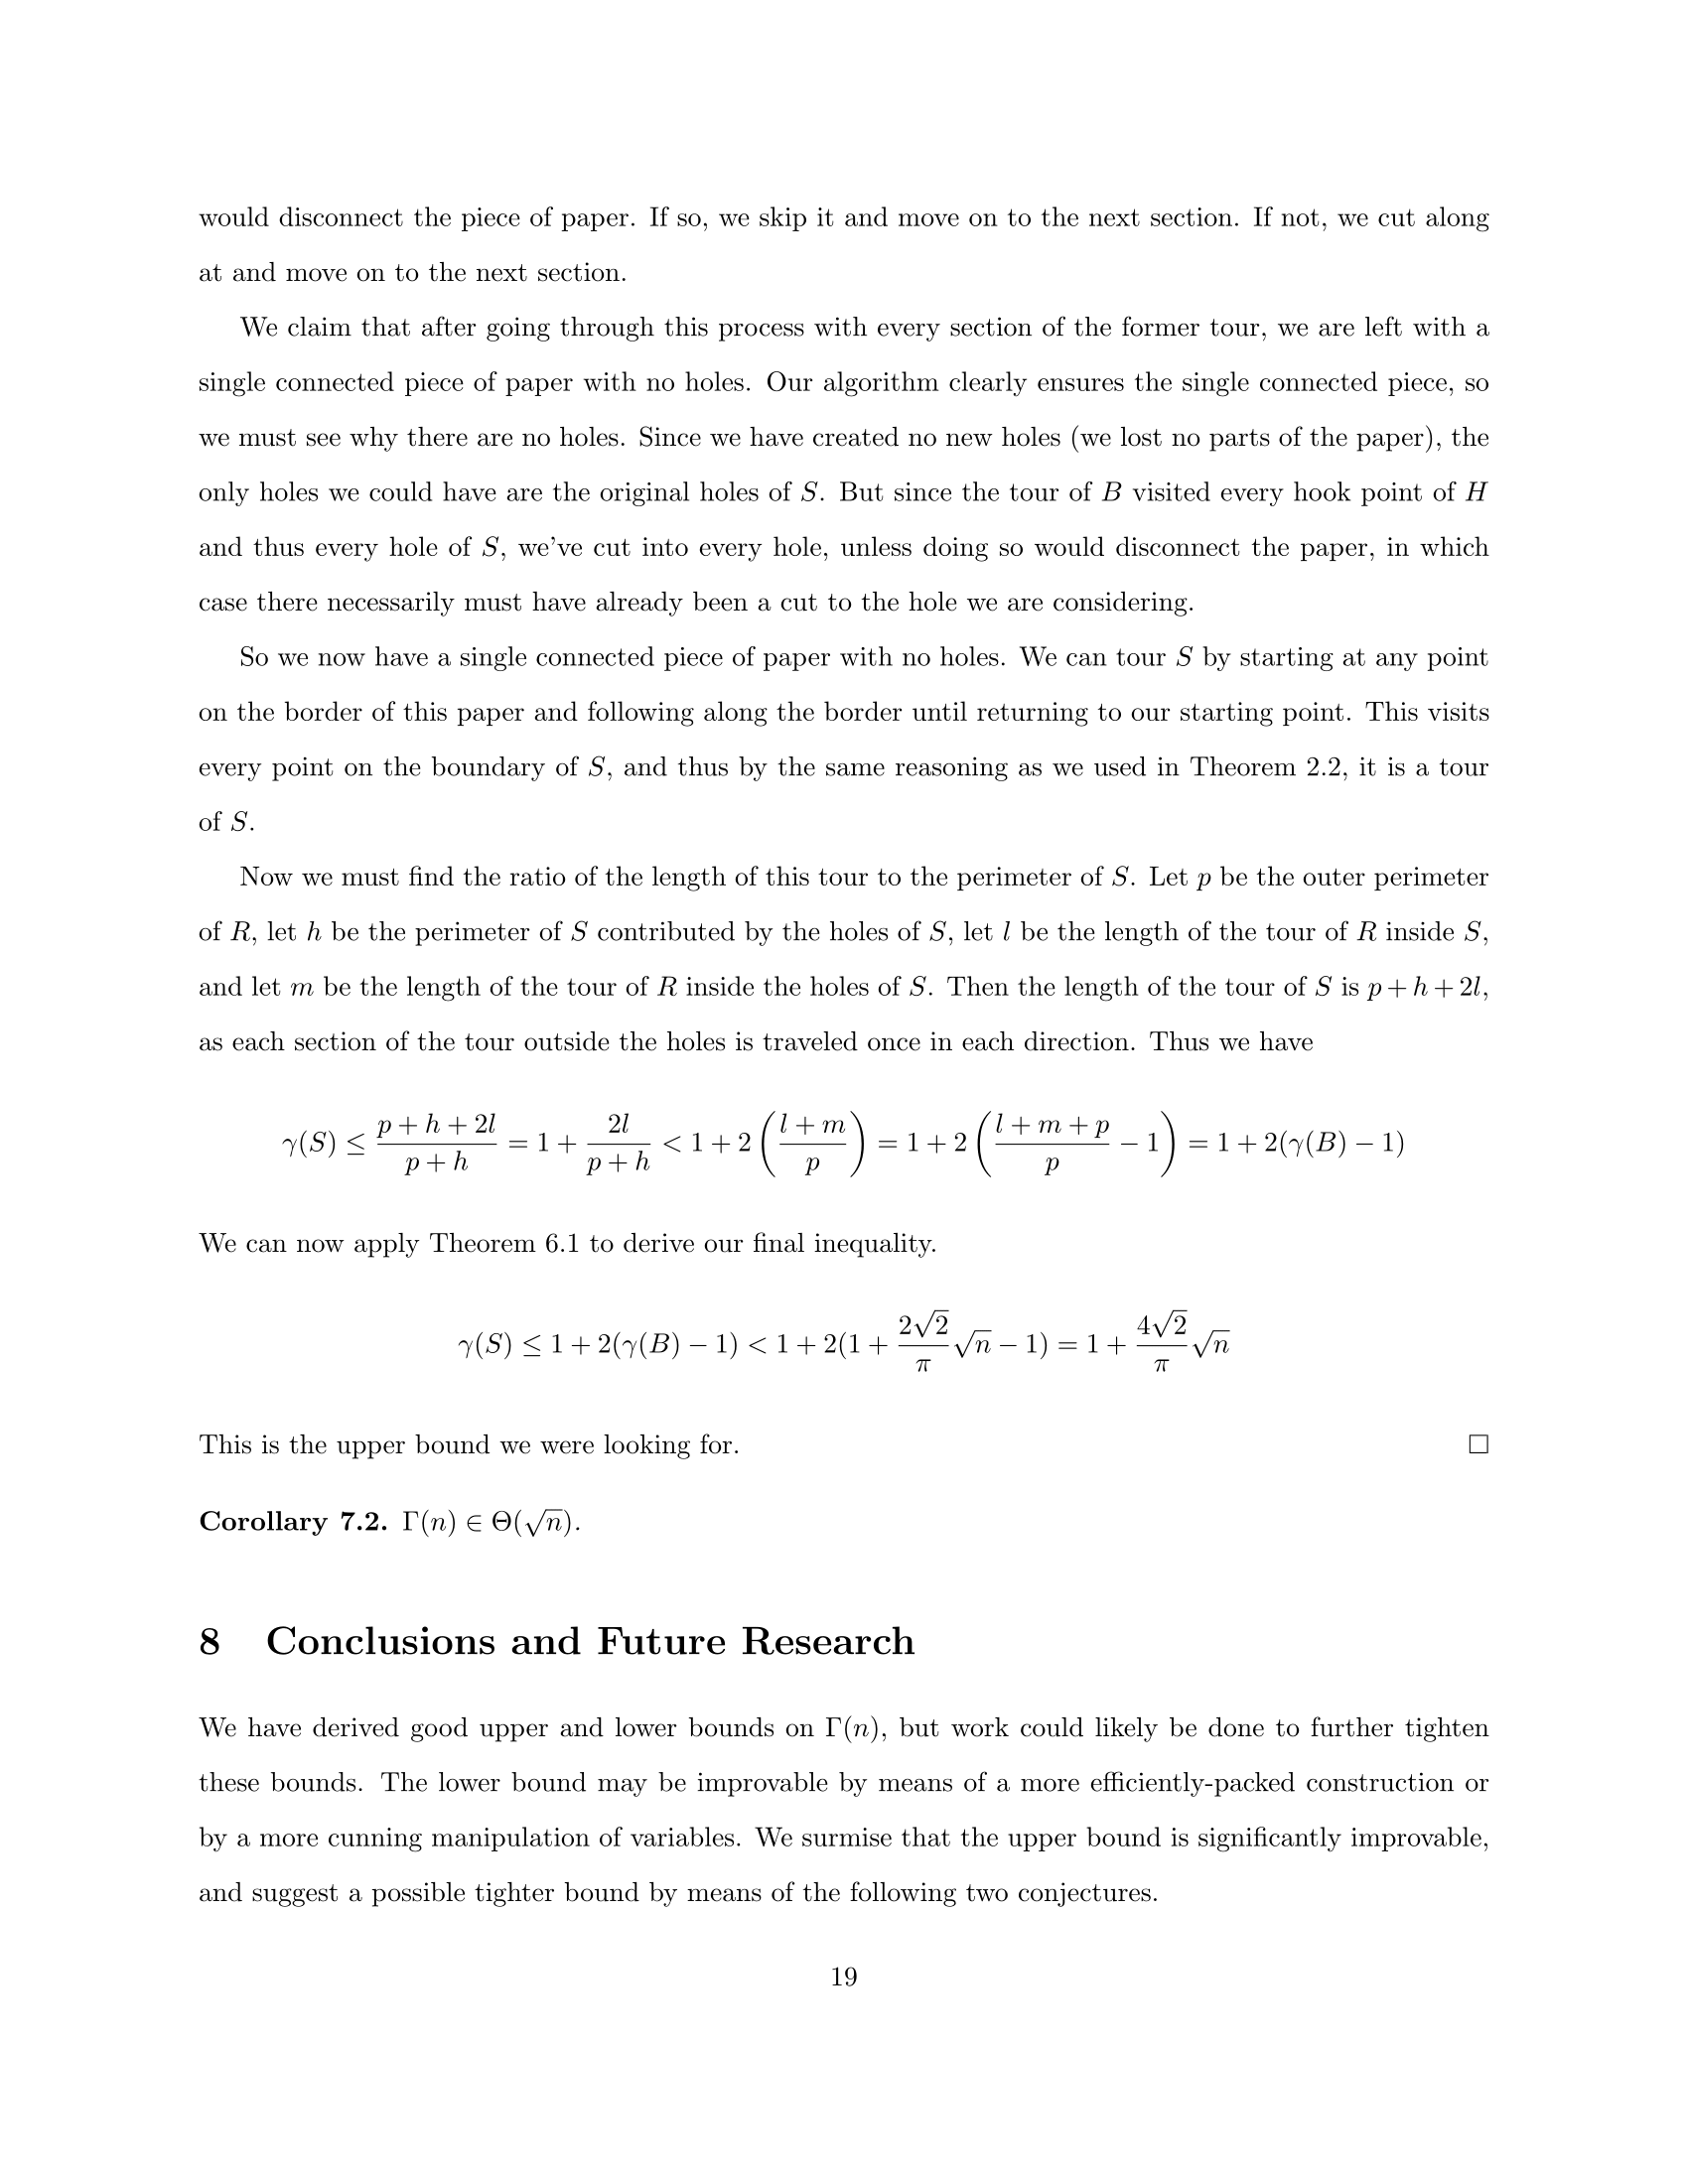 would disconnect the piece of paper. If so, we skip it and move on to the next section. If not, we cut along
at and move on to the next section.
We claim that after going through this process with every section of the former tour, we are left with a
single connected piece of paper with no holes. Our algorithm clearly ensures the single connected piece, so
we must see why there are no holes. Since we have created no new holes (we lost no parts of the paper), the
only holes we could have are the original holes of S. But since the tour of B visited every hook point of H
and thus every hole of S, we've cut into every hole, unless doing so would disconnect the paper, in which
case there necessarily must have already been a cut to the hole we are considering.
So we now have a single connected piece of paper with no holes. We can tour S by starting at any point
on the border of this paper and following along the border until returning to our starting point. This visits
every point on the boundary of S, and thus by the same reasoning as we used in Theorem 2.2, it is a tour
of S.
Now we must find the ratio of the length of this tour to the perimeter of S. Let p be the outer perimeter
of R, let h be the perimeter of S contributed by the holes of S, let l be the length of the tour of R inside S,
and let m be the length of the tour of R inside the holes of S. Then the length of the tour of S is p + h + 2l,
as each section of the tour outside the holes is traveled once in each direction. Thus we have
$\gamma(S) \leq \frac{p+h+2l}{p+h} = 1 + \frac{2l}{p+h} < 1 + 2\left(\frac{l+m}{p}\right) = 1 + 2\left(\frac{l+m+p}{p} - 1\right) = 1 + 2(\gamma(B) - 1)$
We can now apply Theorem 6.1 to derive our final inequality.
$\gamma(S) \leq 1 + 2(\gamma(B) - 1) < 1 + 2(1 + \frac{2\sqrt{2}}{\pi}\sqrt{n} - 1) = 1 + \frac{4\sqrt{2}}{\pi}\sqrt{n}$
This is the upper bound we were looking for. □
Corollary 7.2. Γ(n) ∈ Θ(√n).
8 Conclusions and Future Research
We have derived good upper and lower bounds on Γ(n), but work could likely be done to further tighten
these bounds. The lower bound may be improvable by means of a more efficiently-packed construction or
by a more cunning manipulation of variables. We surmise that the upper bound is significantly improvable,
and suggest a possible tighter bound by means of the following two conjectures.
19